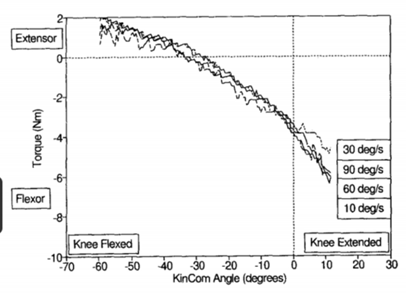 Extensor
Torque (Nm)
Flexor
2
0
-2
-4
-6
-8
-10
30 deg/s
90 deg/s
60 deg/s
10 deg/s
Knee Flexed
Knee Extended
-70 -60 -50 -40 -30 -20 -10 0 10 20 30
KinCom Angle (degrees)